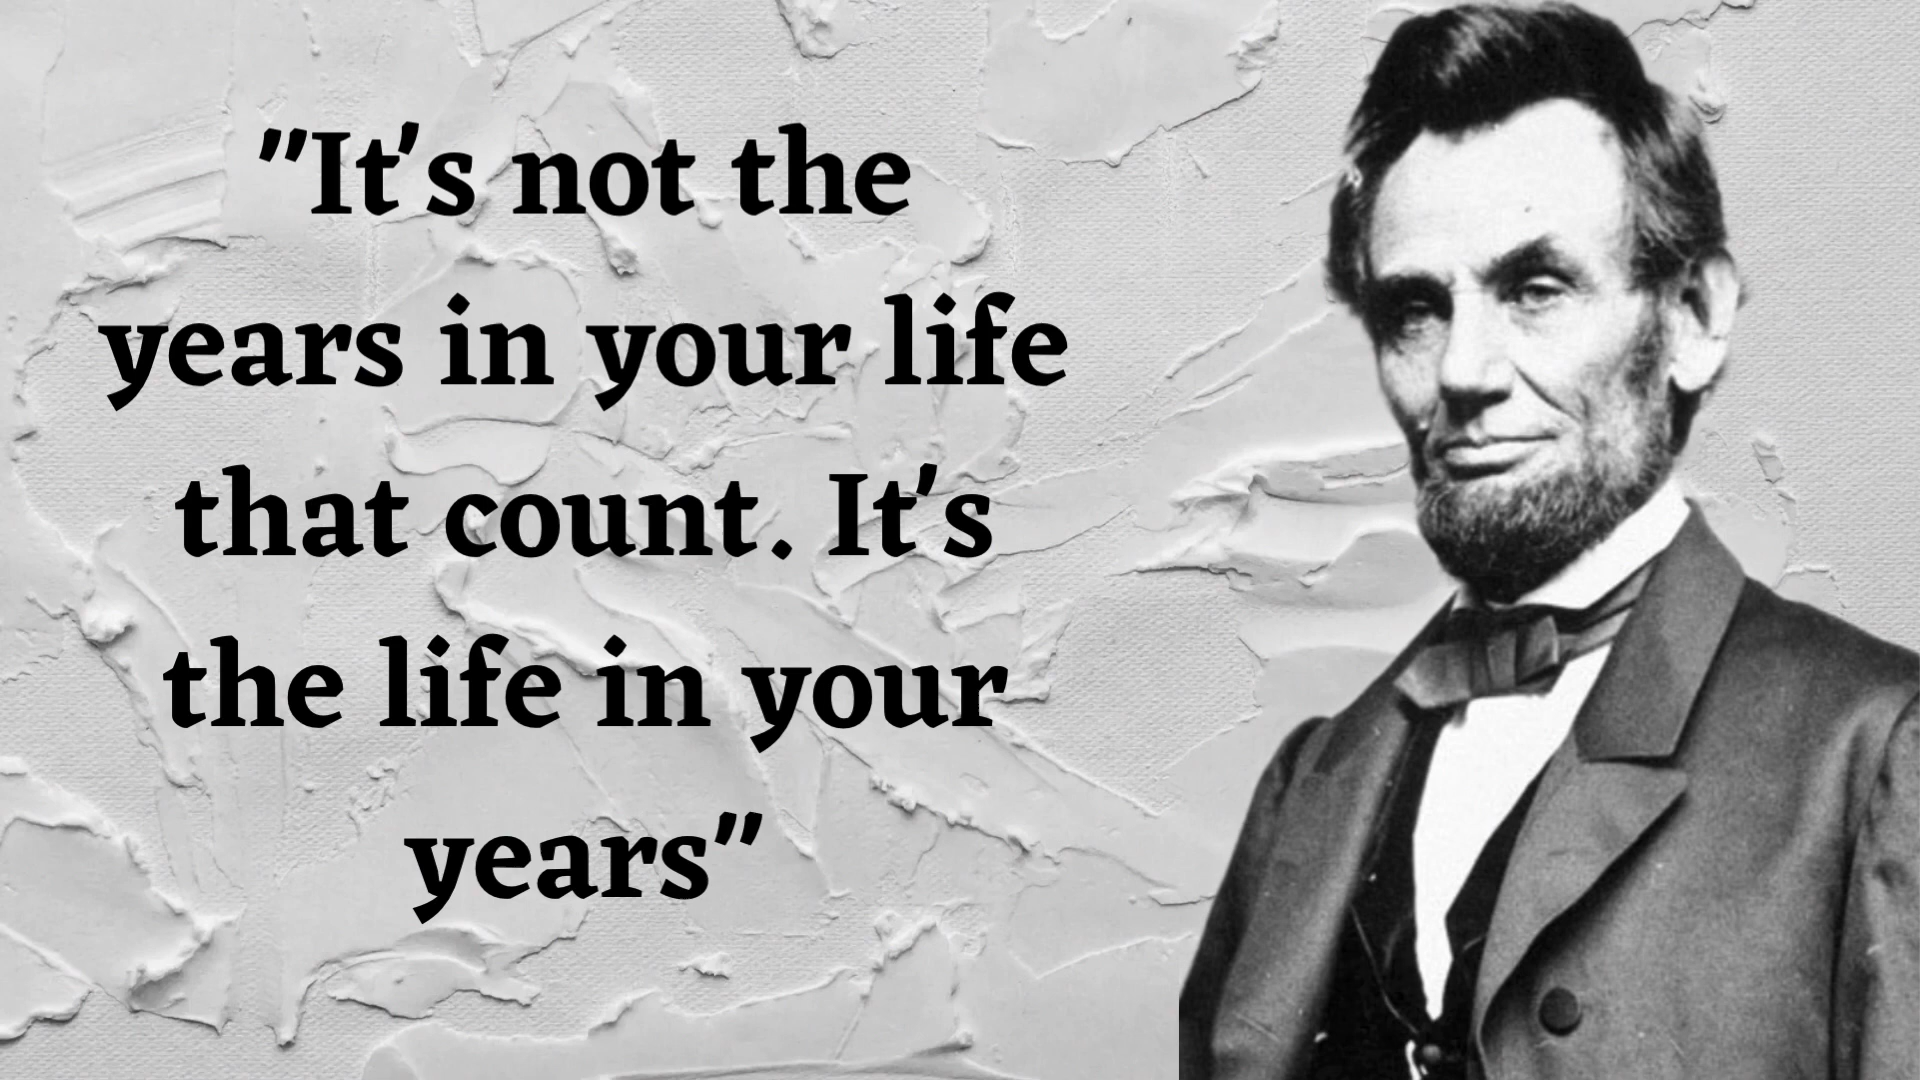 "It's not the
years in your life
that count. It's
the life in your
years"